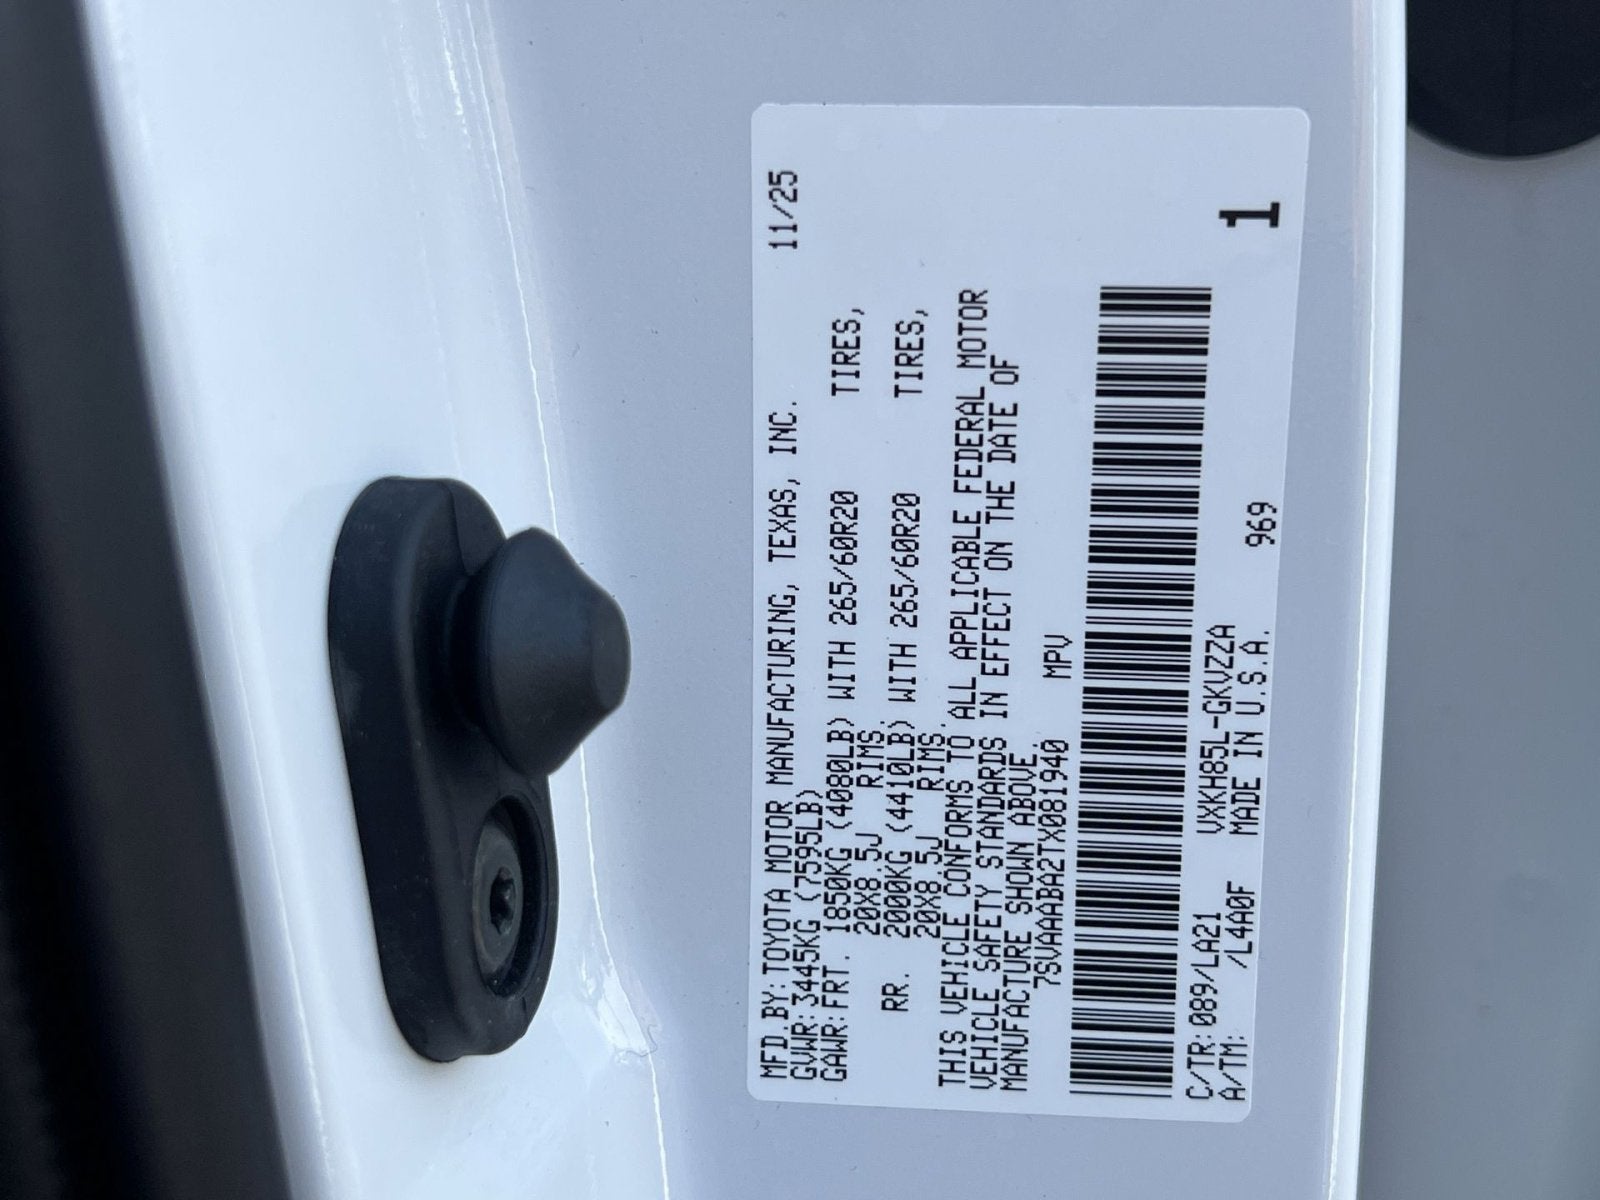 MFD.BY:TOYOTA MOTOR MANUFACTURING, TEXAS, INC. 11/25
GVWR:3445KG (7595LB)
GAWR:FRT. 1850KG (4080LB) WITH 265/60R20 TIRES,
20X8.5J RIMS.
RR. 2000KG (4410LB) WITH 265/60R20 TIRES,
20X8.5J RIMS.
THIS VEHICLE CONFORMS TO ALL APPLICABLE FEDERAL MOTOR
VEHICLE SAFETY STANDARDS IN EFFECT ON THE DATE OF
MANUFACTURE SHOWN ABOVE.
7SVAAABA2TX081940 MPV
C/TR:089/LA21 VXKH85L-GKVZZA
A/TM: /L4A0F MADE IN U.S.A. 969
1